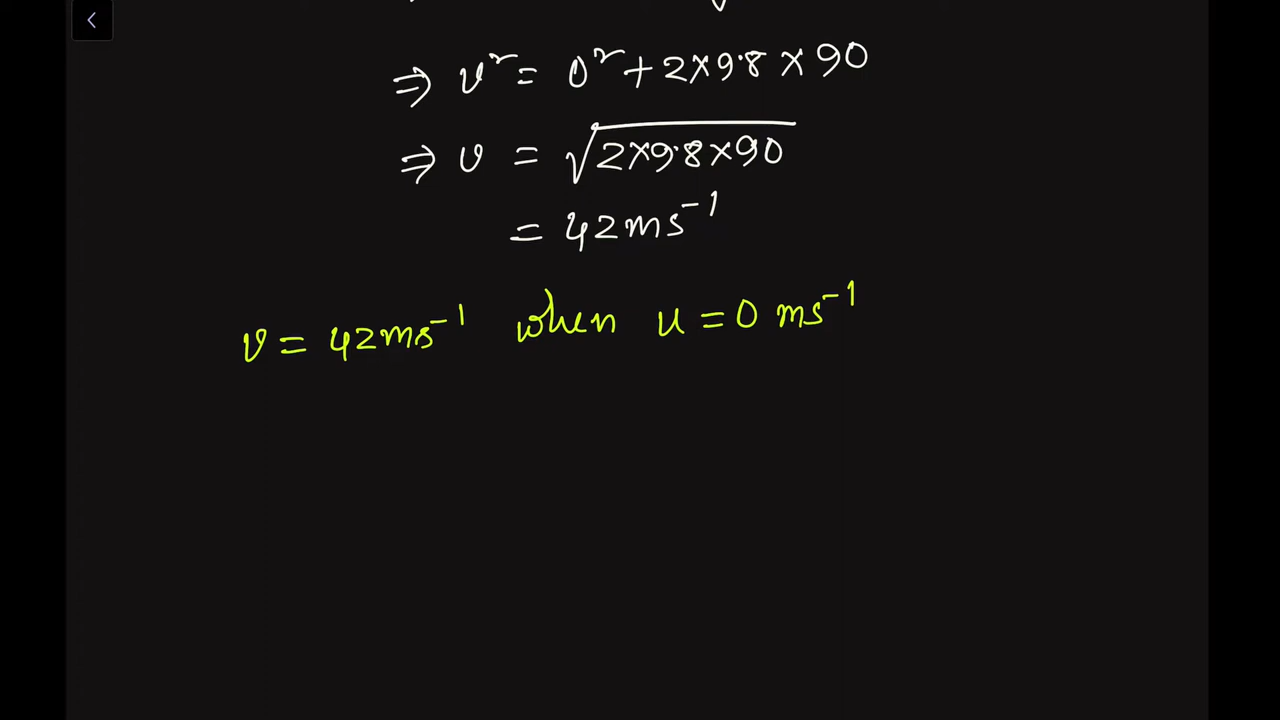 ⇒ v² = 0² + 2×9.8 × 90
⇒ v = √2×9.8×90
= 42ms⁻¹
v = 42ms⁻¹ when u = 0 ms⁻¹